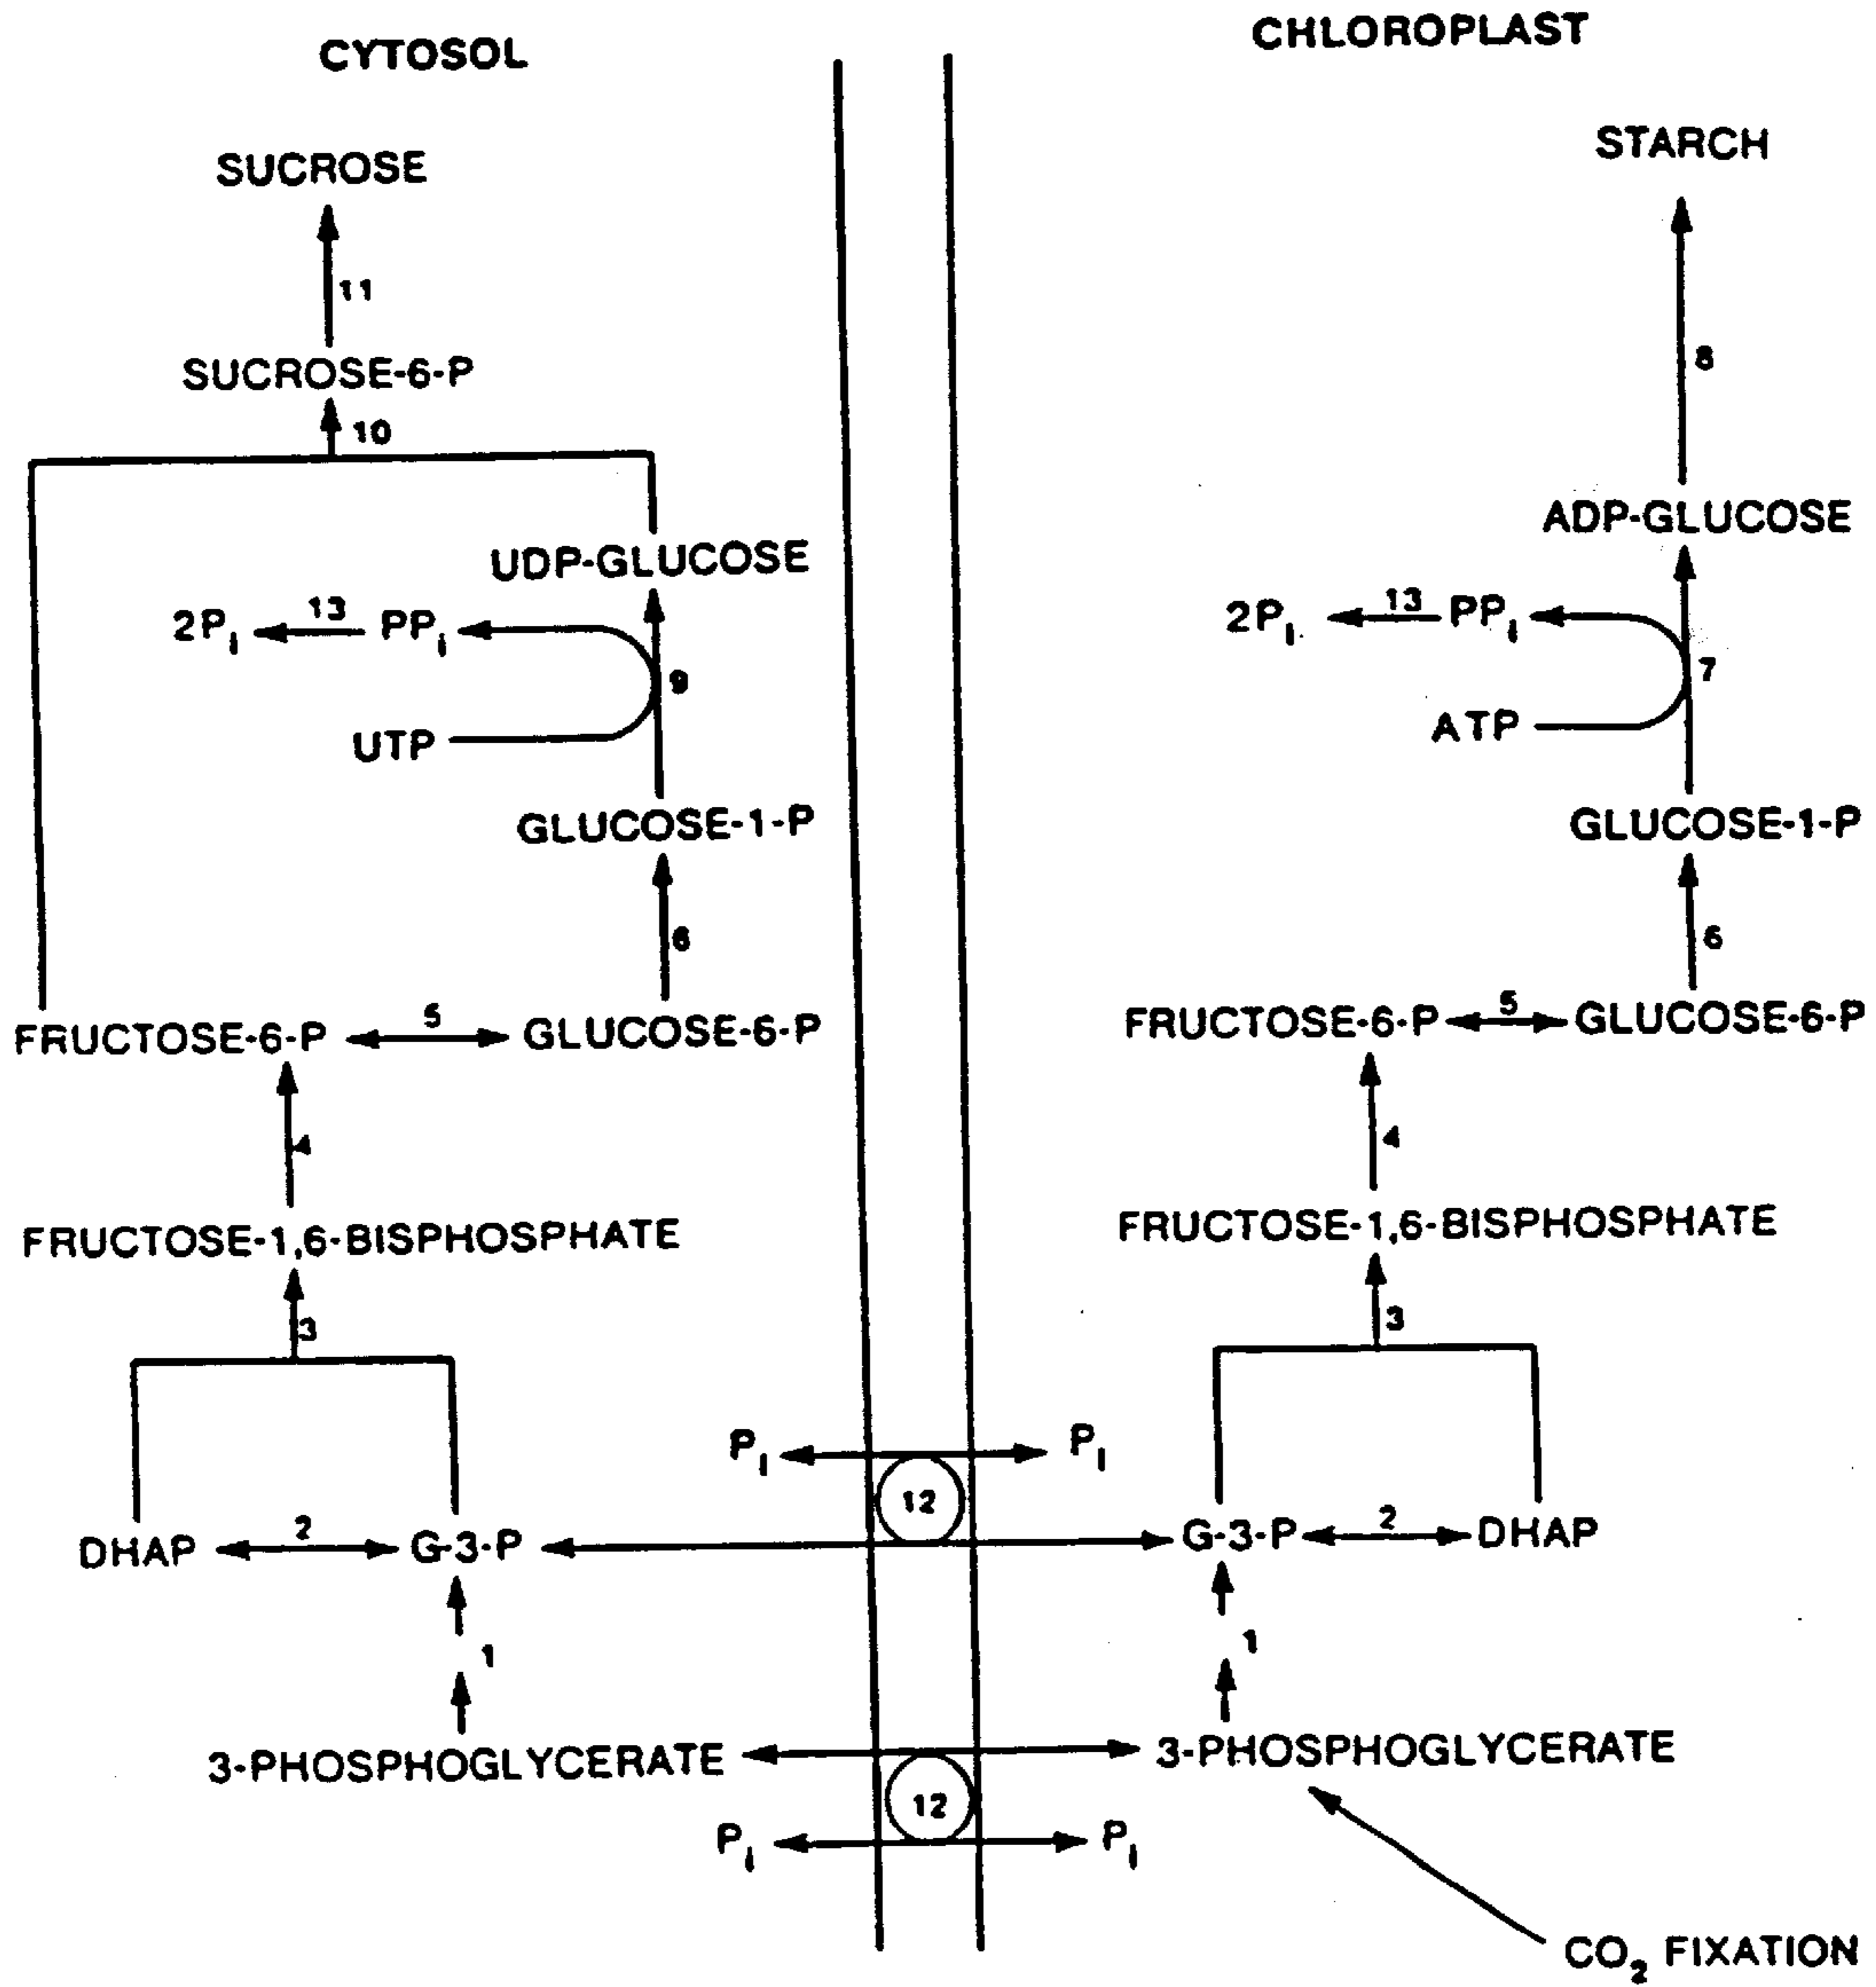 CYTOSOL
CHLOROPLAST
SUCROSE
STARCH
11
SUCROSE-6-P
8
10
UDP-GLUCOSE
ADP-GLUCOSE
2Pi 13 PPi
2Pi 13 PPi
9
7
UTP
ATP
GLUCOSE-1-P
GLUCOSE-1-P
6
6
FRUCTOSE-6-P 5 GLUCOSE-6-P
FRUCTOSE-6-P 5 GLUCOSE-6-P
4
4
FRUCTOSE-1,6-BISPHOSPHATE
FRUCTOSE-1,6-BISPHOSPHATE
3
3
Pi
Pi
12
DHAP 2 G-3-P
G-3-P 2 DHAP
1
1
3-PHOSPHOGLYCERATE
3-PHOSPHOGLYCERATE
12
Pi
Pi
CO2 FIXATION